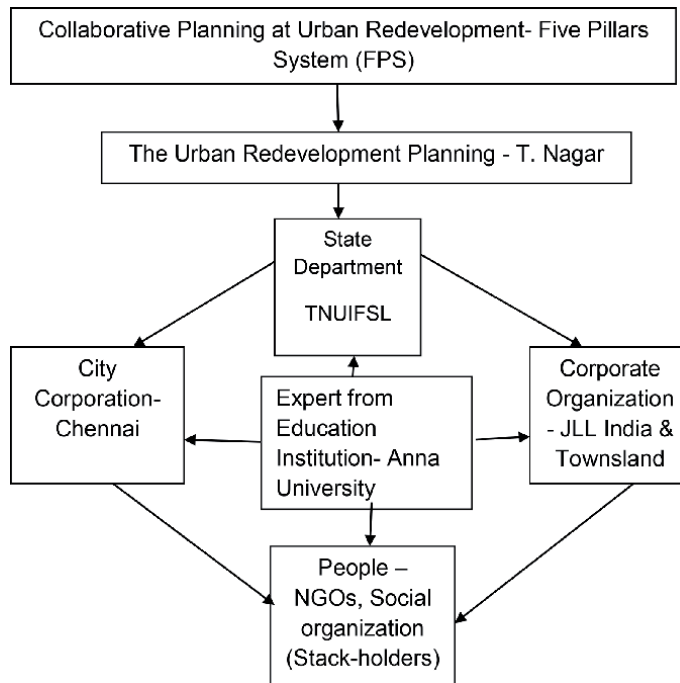 Collaborative Planning at Urban Redevelopment- Five Pillars
System (FPS)
The Urban Redevelopment Planning - T. Nagar
State
Department
TNUIFSL
City
Corporation-
Chennai
Expert from
Education
Institution- Anna
University
Corporate
Organization
- JLL India &
Townsland
People –
NGOs, Social
organization
(Stack-holders)